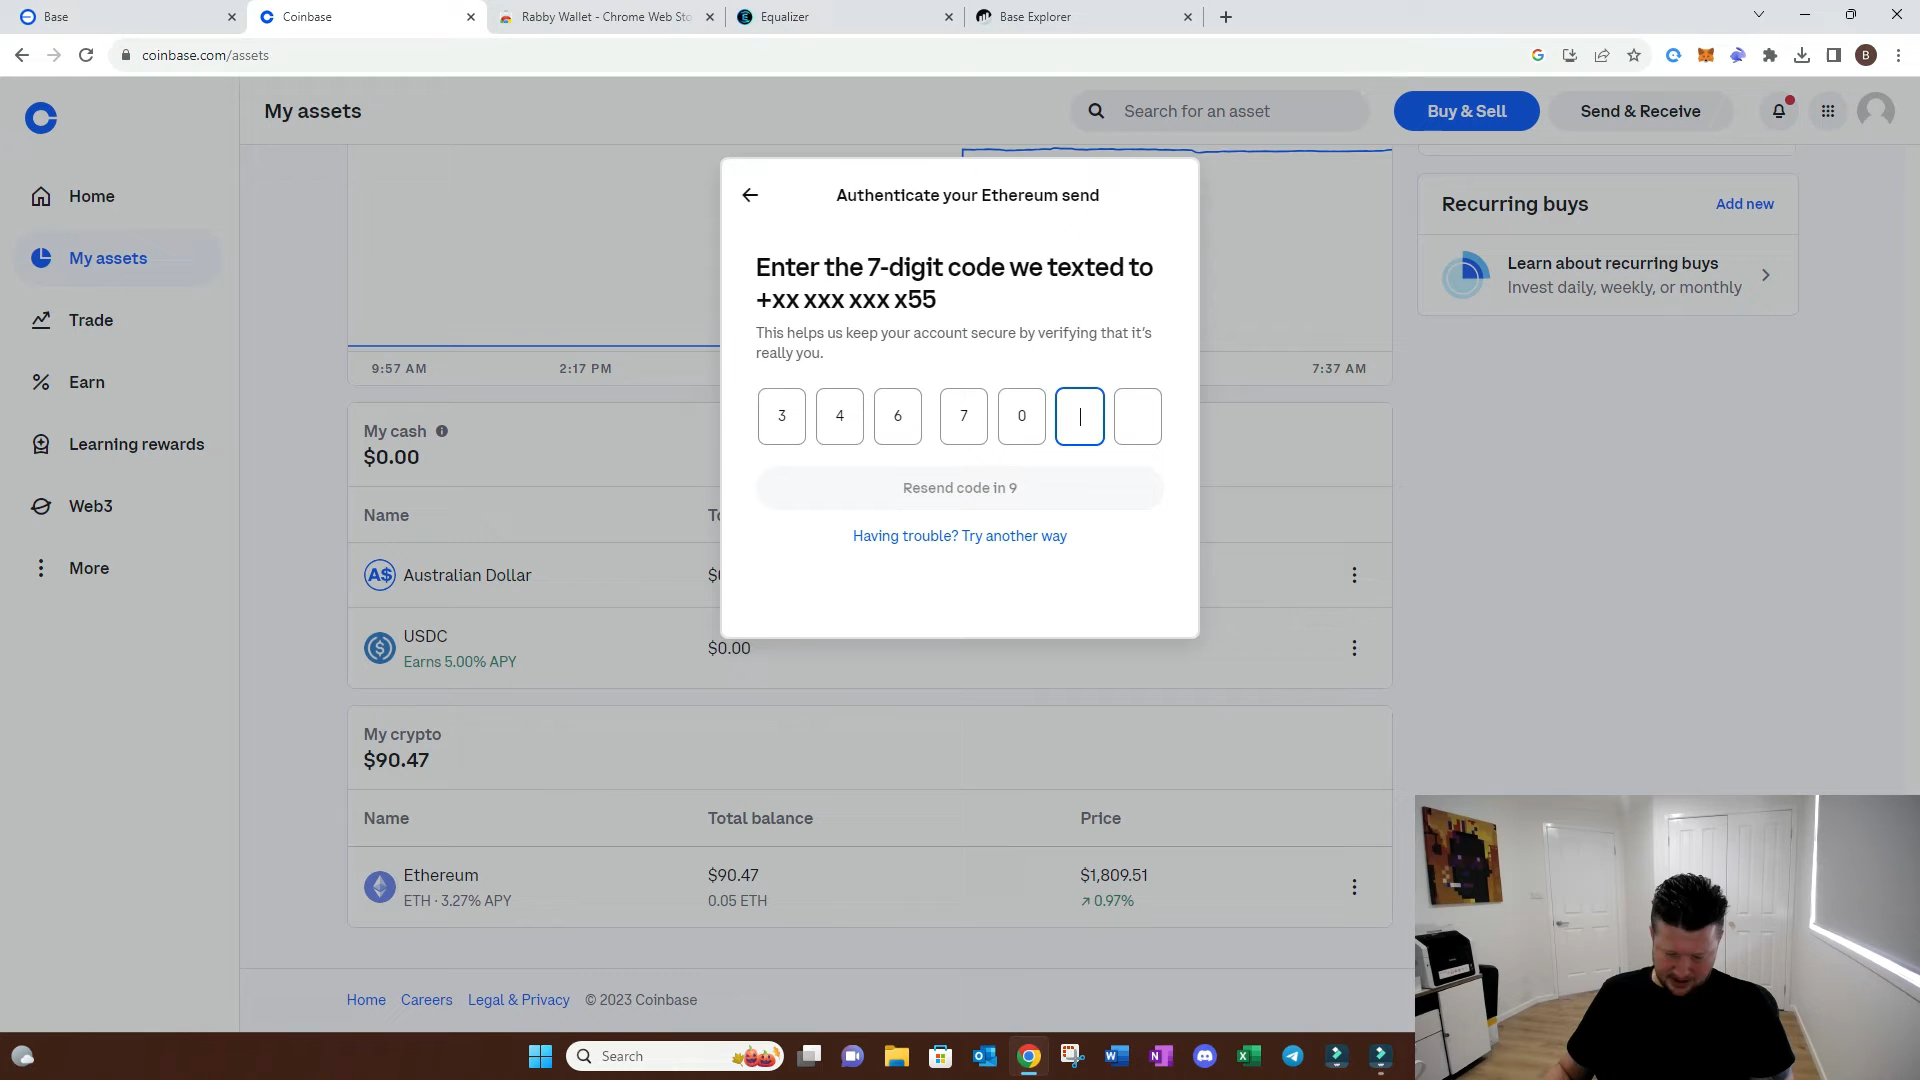 Base
Coinbase
Rabby Wallet - Chrome Web Sto
Equalizer
Base Explorer
coinbase.com/assets
B
My assets
Search for an asset
Buy & Sell
Send & Receive
Home
My assets
Trade
Earn
Learning rewards
Web3
More
9:57 AM
2:17 PM
7:37 AM
Authenticate your Ethereum send
Enter the 7-digit code we texted to
+xx xxx xxx x55
This helps us keep your account secure by verifying that it's
really you.
3 4 6 7 0
Resend code in 9
Having trouble? Try another way
Recurring buys
Add new
Learn about recurring buys
Invest daily, weekly, or monthly
My cash
$0.00
Name
A$ Australian Dollar
USDC
Earns 5.00% APY
$0.00
My crypto
$90.47
Name Total balance Price
Ethereum $90.47 $1,809.51
ETH · 3.27% APY 0.05 ETH ↗ 0.97%
Home Careers Legal & Privacy © 2023 Coinbase
Search